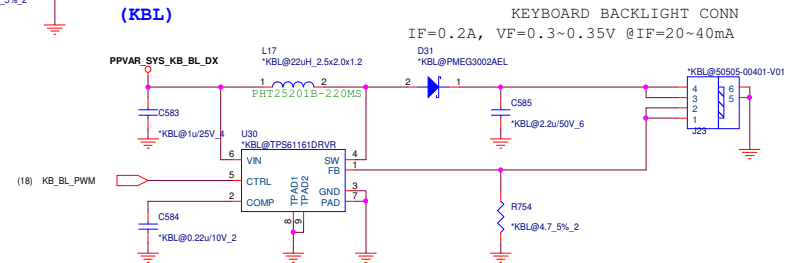 5%_2
(KBL)
KEYBOARD BACKLIGHT CONN
IF=0.2A, VF=0.3~0.35V @IF=20~40mA
PPVAR_SYS_KB_BL_DX
L17
*KBL@22uH_2.5x2.0x1.2
1 2
PHT25201B-220MS
D31
*KBL@PMEG3002AEL
2 1
*KBL@50505-00401-V01
4 6
3 5
2
1
J23
C583
*KBL@1u/25V_4
C585
*KBL@2.2u/50V_6
U30
*KBL@TPS61161DRVR
6 VIN SW 4
FB 1
(18) KB_BL_PWM 5 CTRL
GND 3
2 COMP PAD 7
TPAD1
TPAD2
8
9
C584
*KBL@0.22u/10V_2
R754
*KBL@4.7_5%_2